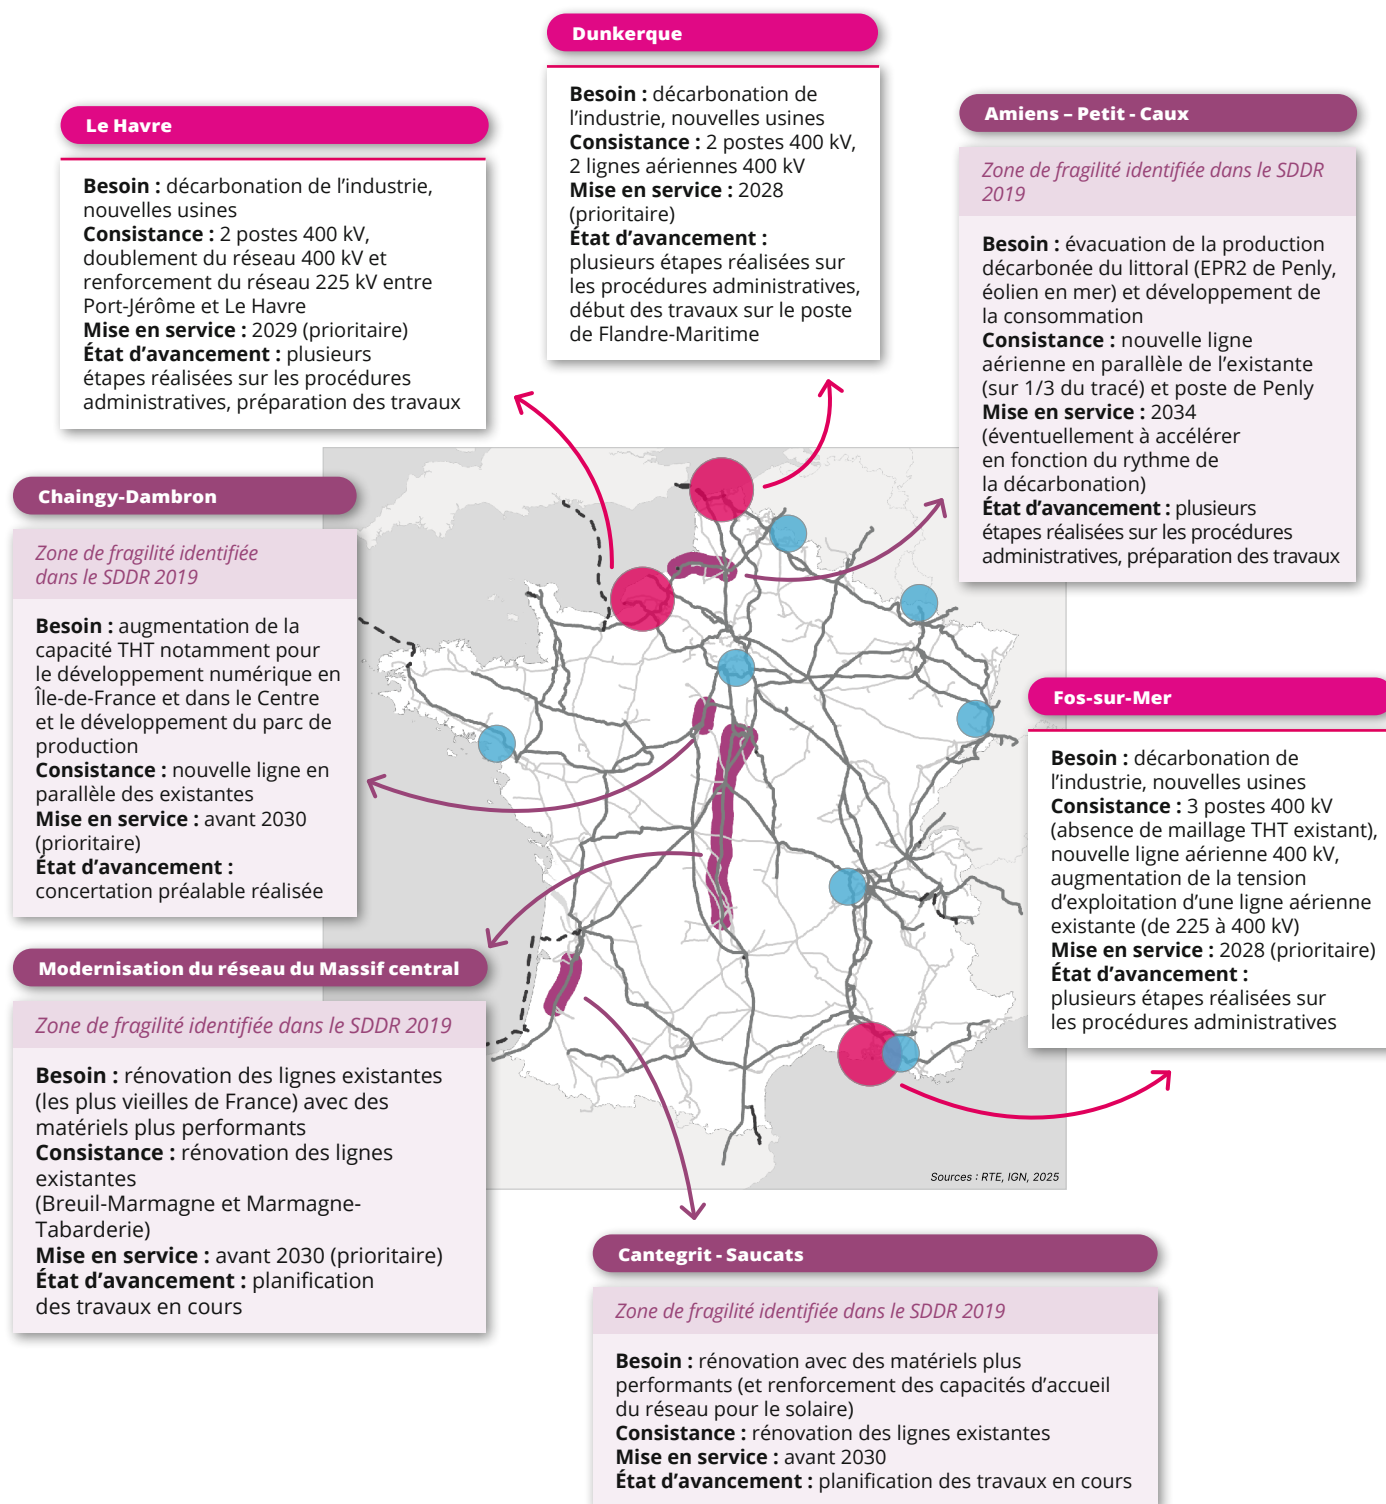 Dunkerque
Besoin : décarbonation de
l’industrie, nouvelles usines
Consistance : 2 postes 400 kV,
2 lignes aériennes 400 kV
Mise en service : 2028
(prioritaire)
État d’avancement :
plusieurs étapes réalisées sur
les procédures administratives,
début des travaux sur le poste
de Flandre-Maritime
Le Havre
Besoin : décarbonation de l’industrie,
nouvelles usines
Consistance : 2 postes 400 kV,
doublement du réseau 400 kV et
renforcement du réseau 225 kV entre
Port-Jérôme et Le Havre
Mise en service : 2029 (prioritaire)
État d’avancement : plusieurs
étapes réalisées sur les procédures
administratives, préparation des travaux
Amiens – Petit - Caux
Zone de fragilité identifiée dans le SDDR
2019
Besoin : évacuation de la production
décarbonée du littoral (EPR2 de Penly,
éolien en mer) et développement de
la consommation
Consistance : nouvelle ligne
aérienne en parallèle de l’existante
(sur 1/3 du tracé) et poste de Penly
Mise en service : 2034
(éventuellement à accélérer
en fonction du rythme de
la décarbonation)
État d’avancement : plusieurs
étapes réalisées sur les procédures
administratives, préparation des travaux
Chaingy-Dambron
Zone de fragilité identifiée
dans le SDDR 2019
Besoin : augmentation de la
capacité THT notamment pour
le développement numérique en
Île-de-France et dans le Centre
et le développement du parc de
production
Consistance : nouvelle ligne en
parallèle des existantes
Mise en service : avant 2030
(prioritaire)
État d’avancement :
concertation préalable réalisée
Fos-sur-Mer
Besoin : décarbonation de
l’industrie, nouvelles usines
Consistance : 3 postes 400 kV
(absence de maillage THT existant),
nouvelle ligne aérienne 400 kV,
augmentation de la tension
d’exploitation d’une ligne aérienne
existante (de 225 à 400 kV)
Mise en service : 2028 (prioritaire)
État d’avancement :
plusieurs étapes réalisées sur
les procédures administratives
Modernisation du réseau du Massif central
Zone de fragilité identifiée dans le SDDR 2019
Besoin : rénovation des lignes existantes
(les plus vieilles de France) avec des
matériels plus performants
Consistance : rénovation des lignes
existantes
(Breuil-Marmagne et Marmagne-
Tabarderie)
Mise en service : avant 2030 (prioritaire)
État d’avancement : planification
des travaux en cours
Sources : RTE, IGN, 2025
Cantegrit - Saucats
Zone de fragilité identifiée dans le SDDR 2019
Besoin : rénovation avec des matériels plus
performants (et renforcement des capacités d’accueil
du réseau pour le solaire)
Consistance : rénovation des lignes existantes
Mise en service : avant 2030
État d’avancement : planification des travaux en cours